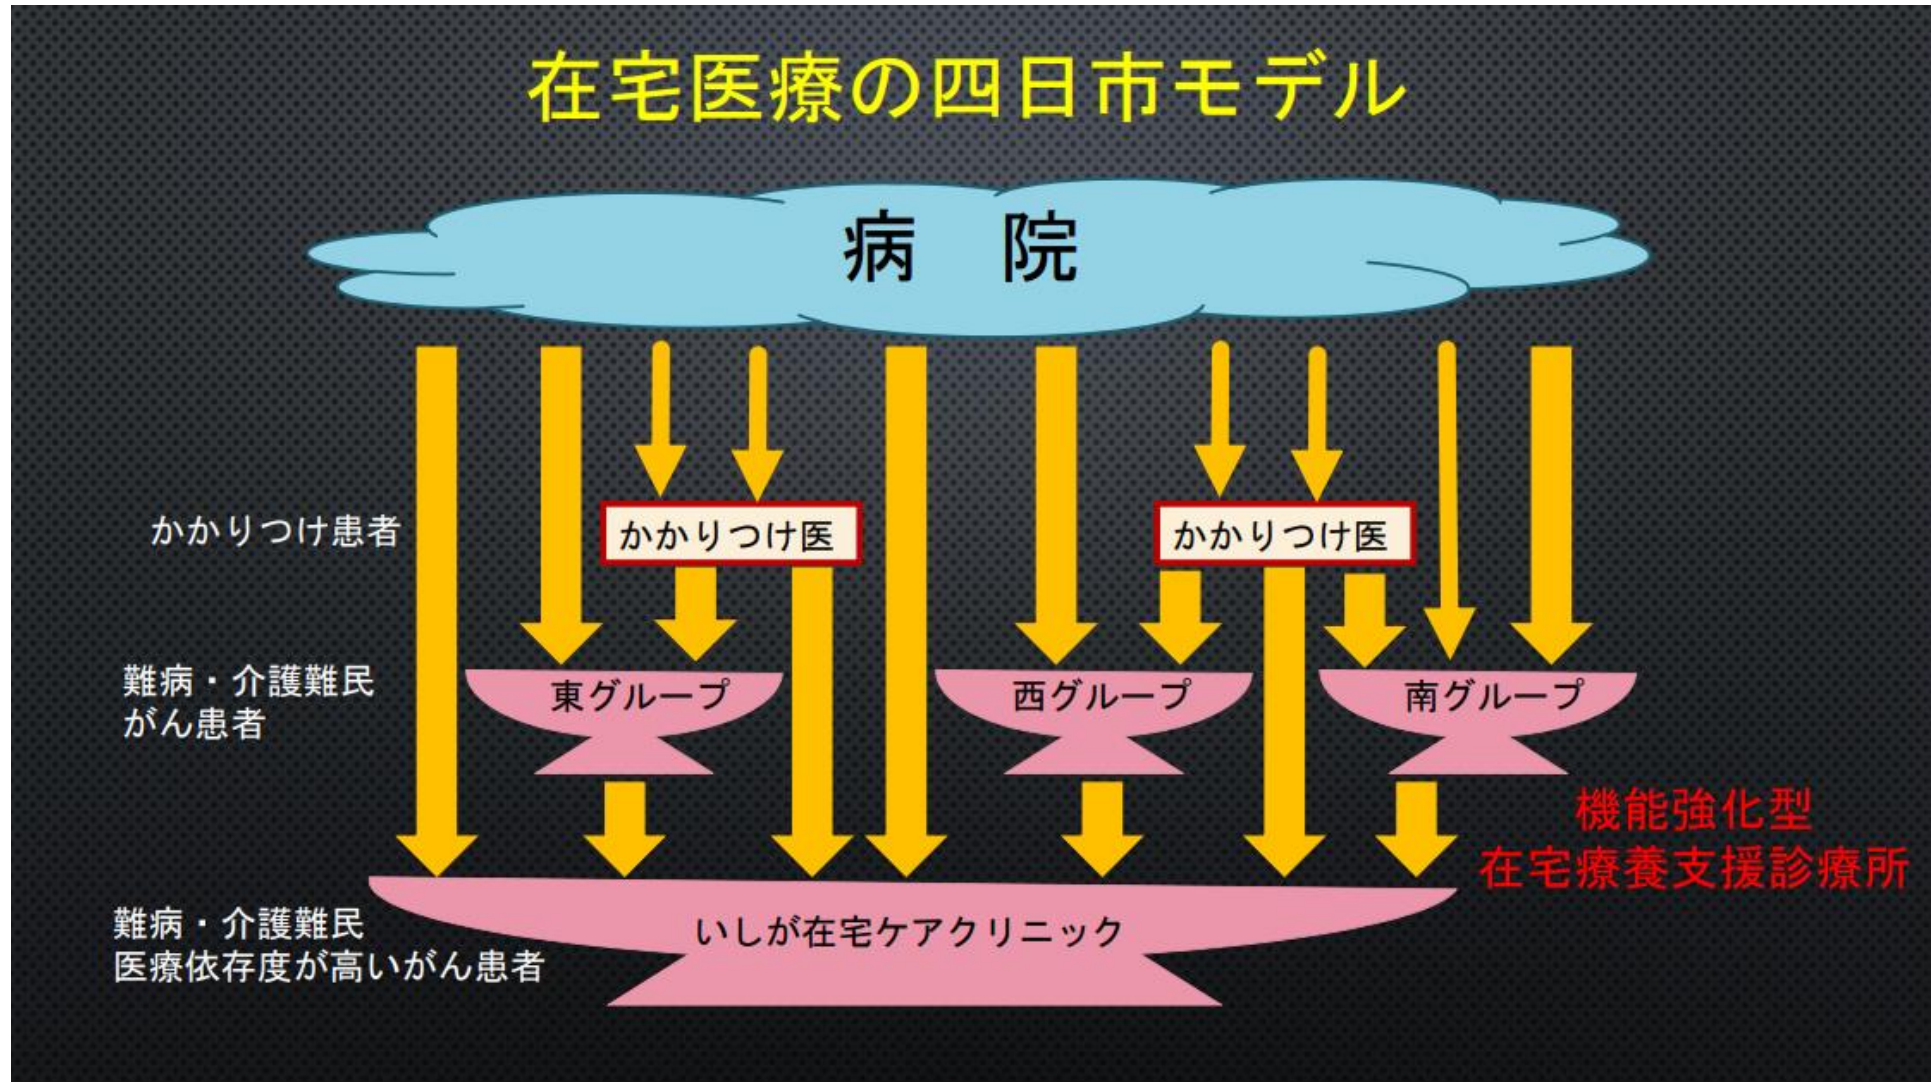 在宅医療の四日市モデル
病　院
かかりつけ患者
かかりつけ医
かかりつけ医
難病・介護難民
がん患者
東グループ
西グループ
南グループ
機能強化型
在宅療養支援診療所
難病・介護難民
医療依存度が高いがん患者
いしが在宅ケアクリニック